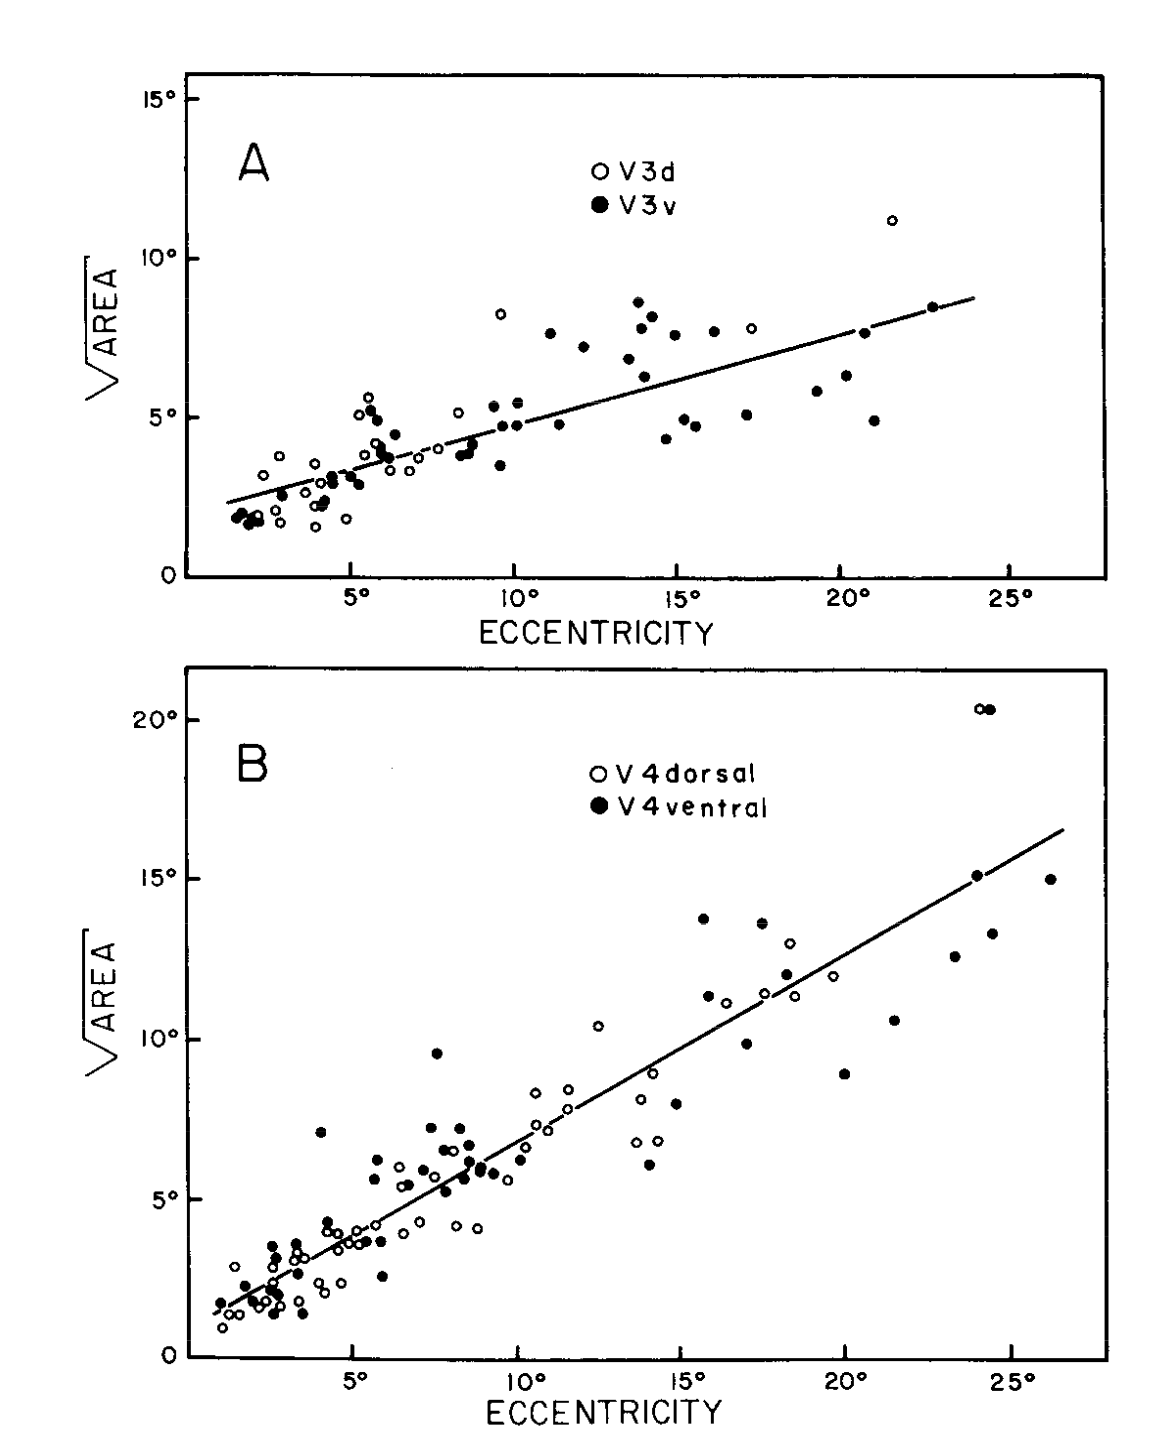 15°
A
V3d
V3v
10°
√AREA
5°
0
5° 10° 15° 20° 25°
ECCENTRICITY
20°
B
V4dorsal
V4ventral
15°
√AREA
10°
5°
0
5° 10° 15° 20° 25°
ECCENTRICITY